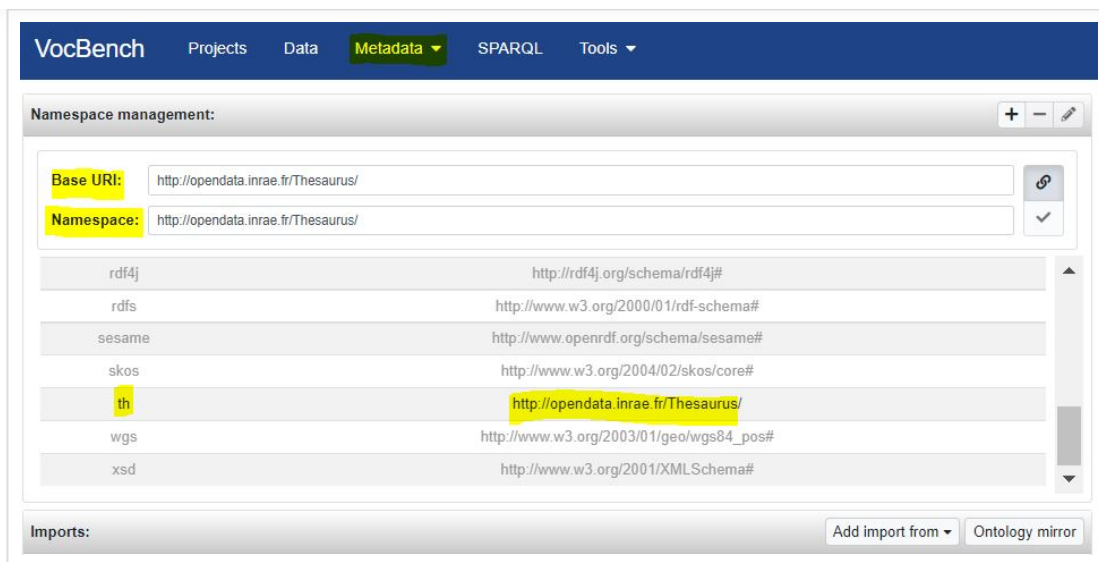 VocBench Projects Data Metadata SPARQL Tools
Namespace management:
Base URI: http://opendata.inrae.fr/Thesaurus/
Namespace: http://opendata.inrae.fr/Thesaurus/
rdf4j http://rdf4j.org/schema/rdf4j#
rdfs http://www.w3.org/2000/01/rdf-schema#
sesame http://www.openrdf.org/schema/sesame#
skos http://www.w3.org/2004/02/skos/core#
th http://opendata.inrae.fr/Thesaurus/
wgs http://www.w3.org/2003/01/geo/wgs84_pos#
xsd http://www.w3.org/2001/XMLSchema#
Imports: Add import from Ontology mirror